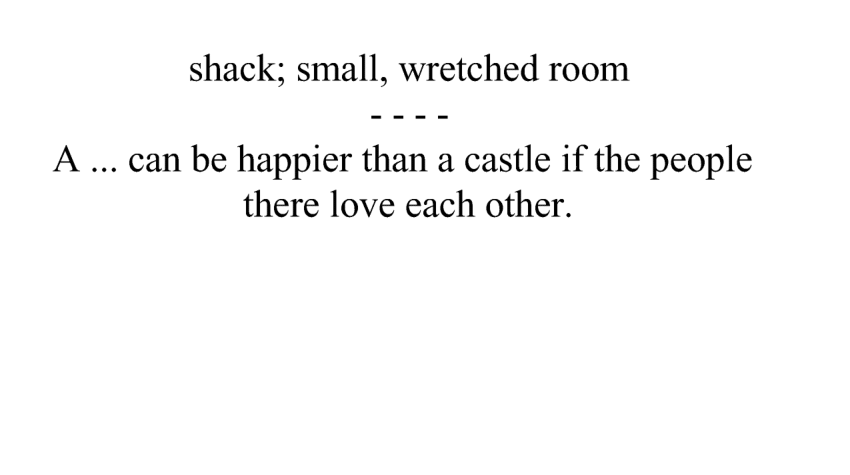 shack; small, wretched room
- - - -
A ... can be happier than a castle if the people
there love each other.